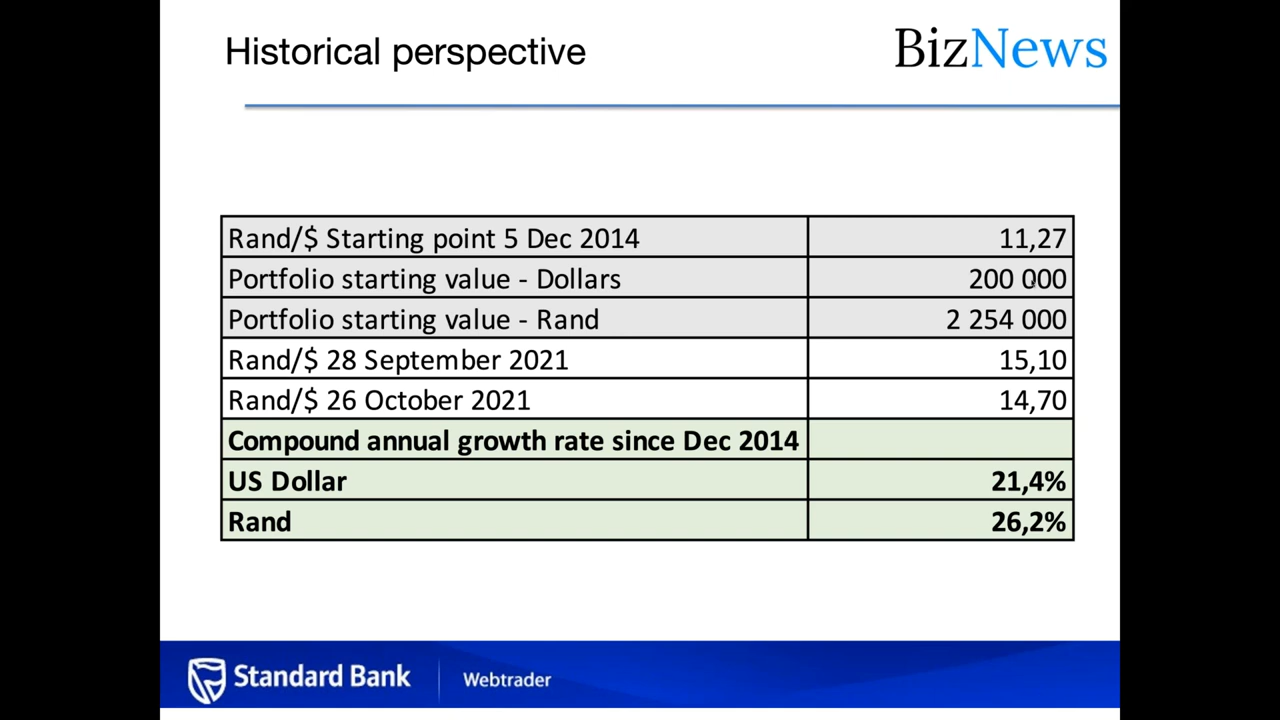 Historical perspective
BizNews
Rand/$ Starting point 5 Dec 2014 11,27
Portfolio starting value - Dollars 200 000
Portfolio starting value - Rand 2 254 000
Rand/$ 28 September 2021 15,10
Rand/$ 26 October 2021 14,70
Compound annual growth rate since Dec 2014
US Dollar 21,4%
Rand 26,2%
Standard Bank Webtrader